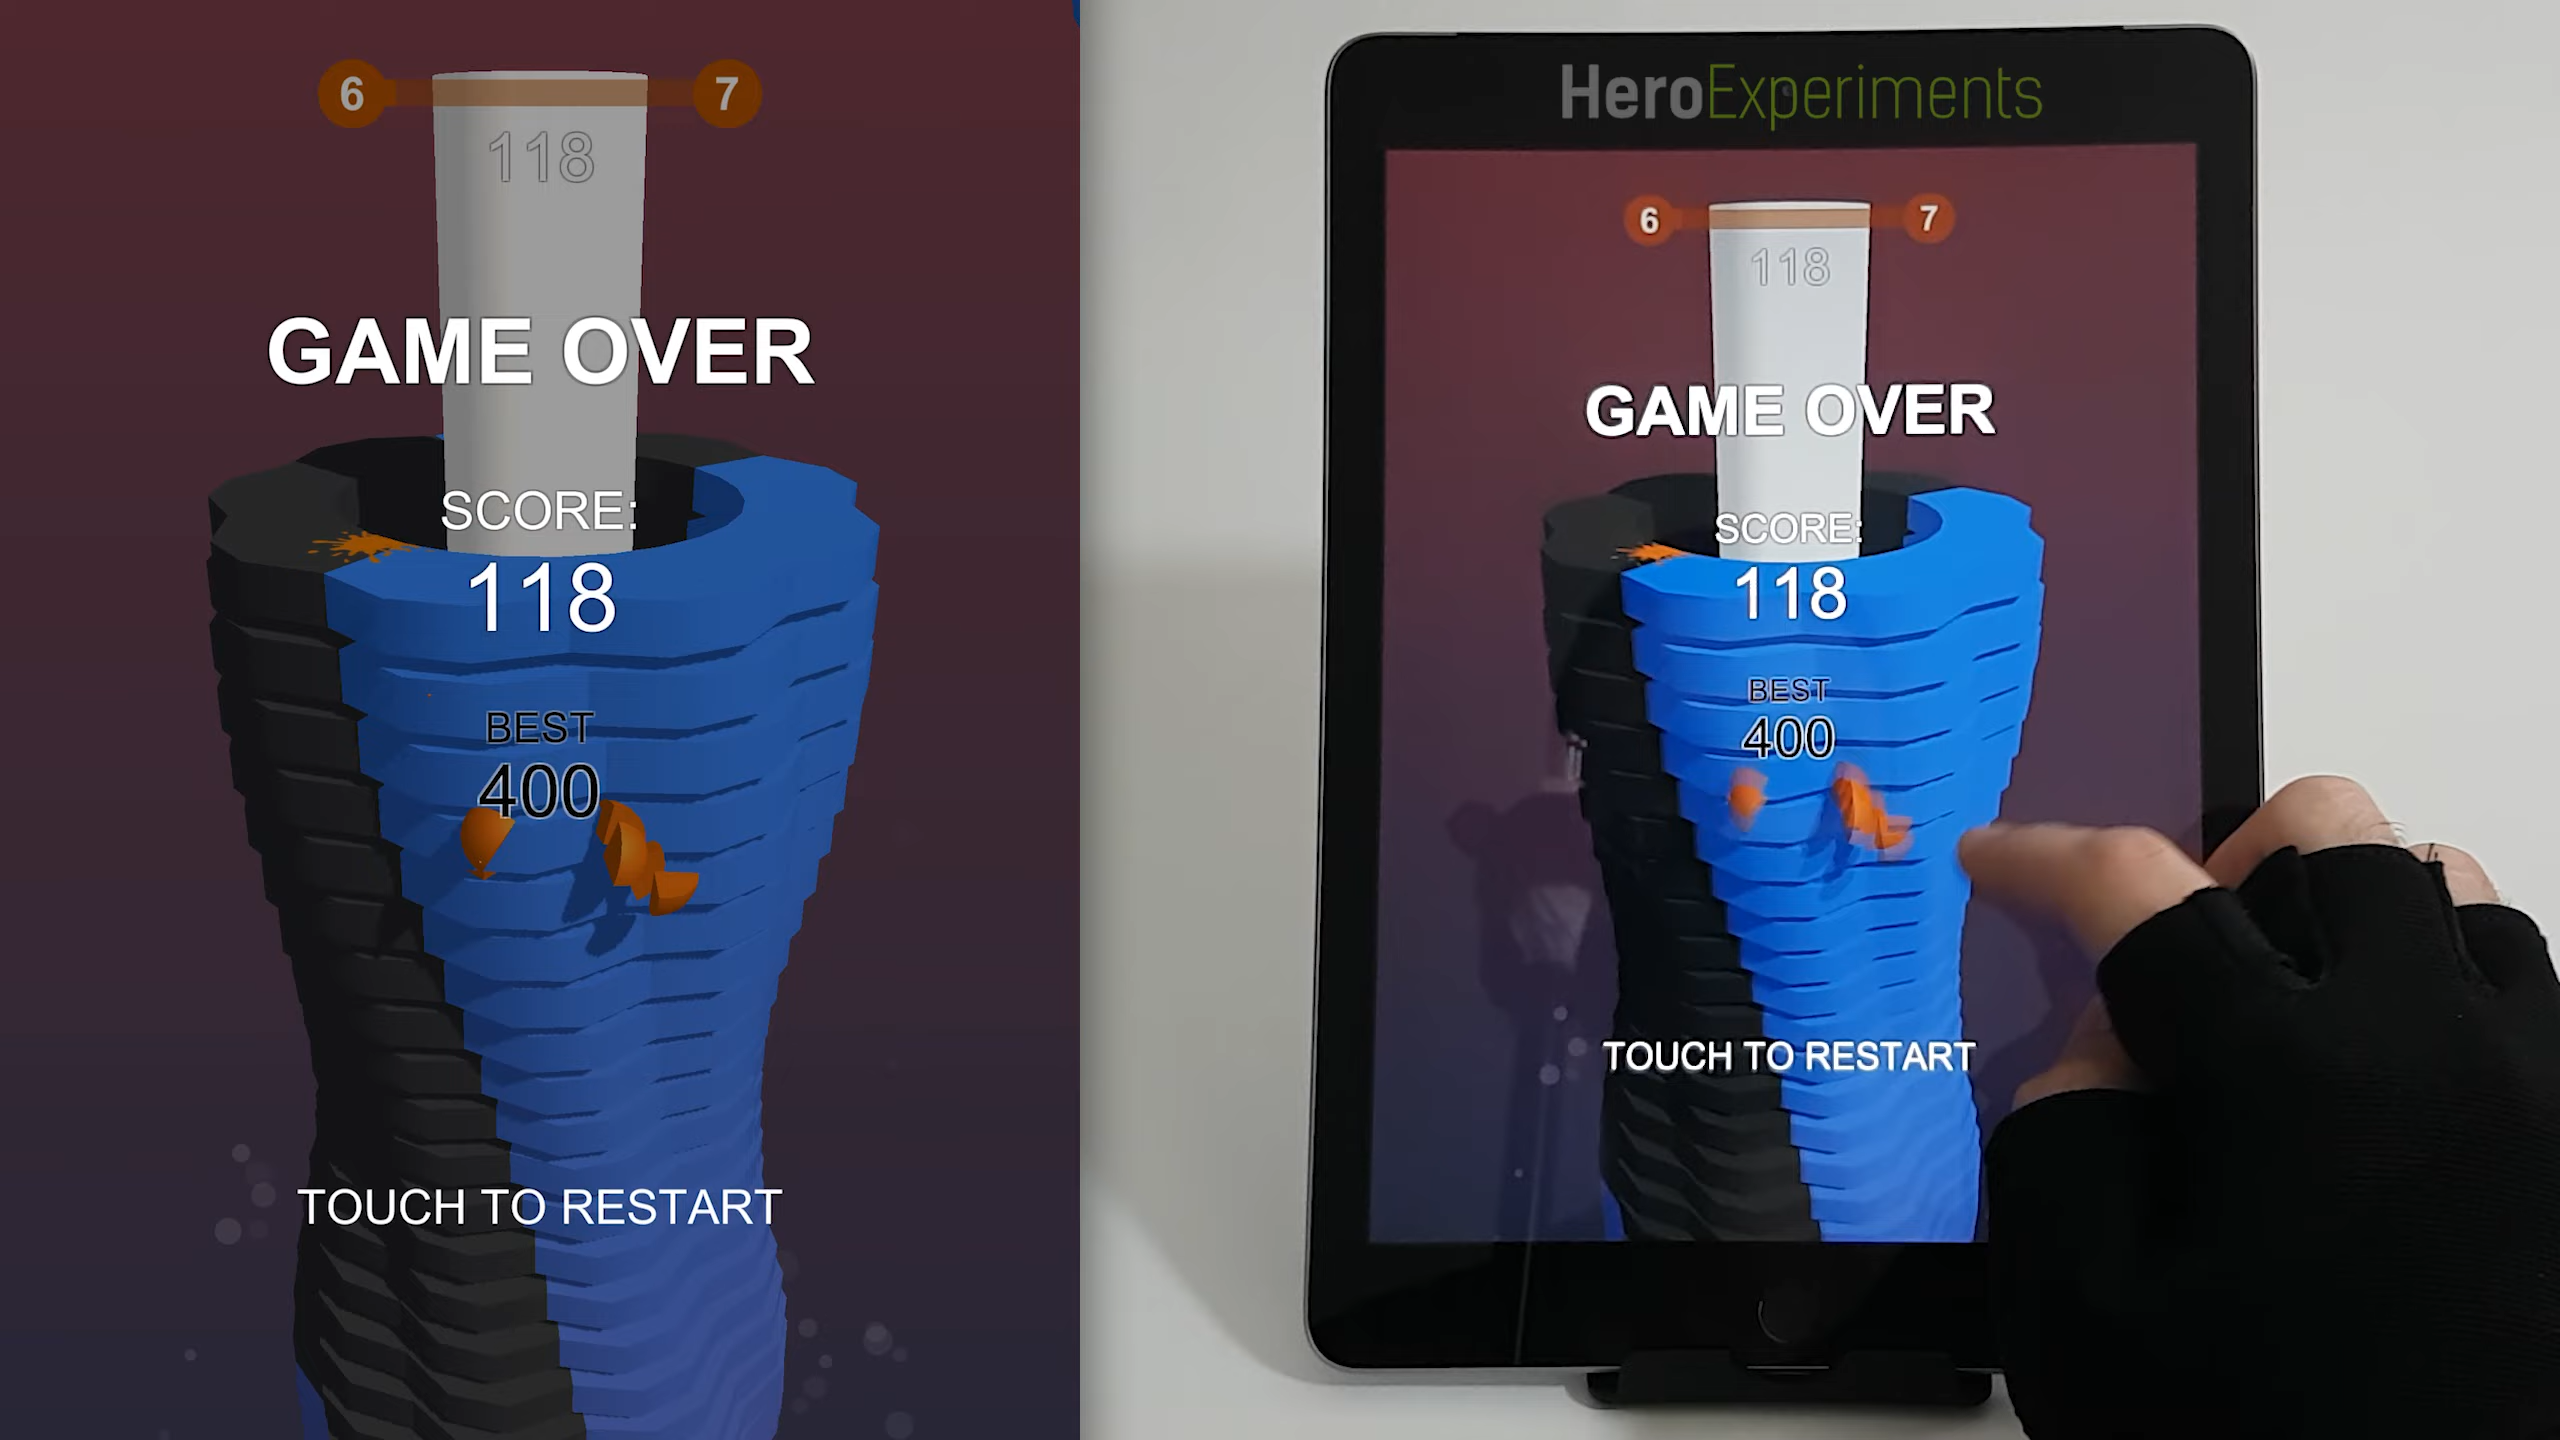 6 7
118
GAME OVER
SCORE:
118
BEST
400
TOUCH TO RESTART
HeroExperiments
6 7
118
GAME OVER
SCORE:
118
BEST
400
TOUCH TO RESTART